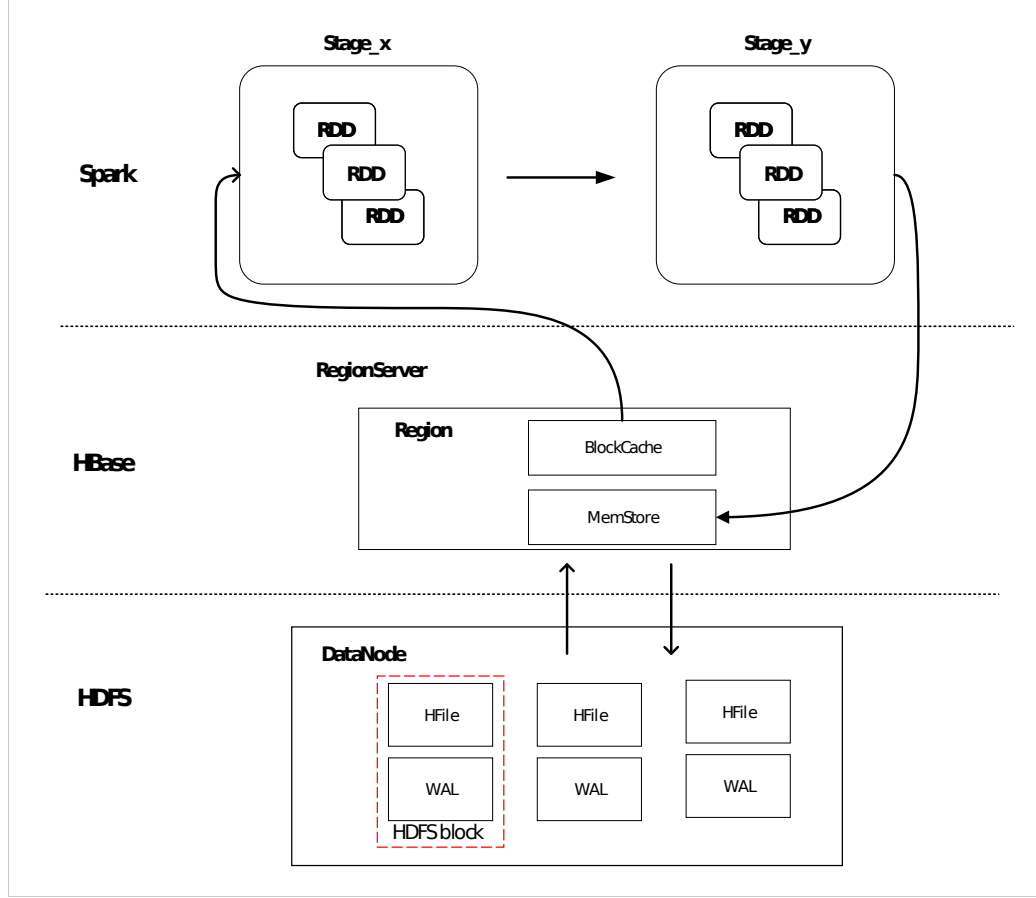 Stage_x
Stage_y
RDD
RDD
RDD
RDD
RDD
RDD
Spark
RegionServer
Region
BlockCache
HBase
MemStore
DataNode
HDFS
HFile
HFile
HFile
WAL
WAL
WAL
HDFS block